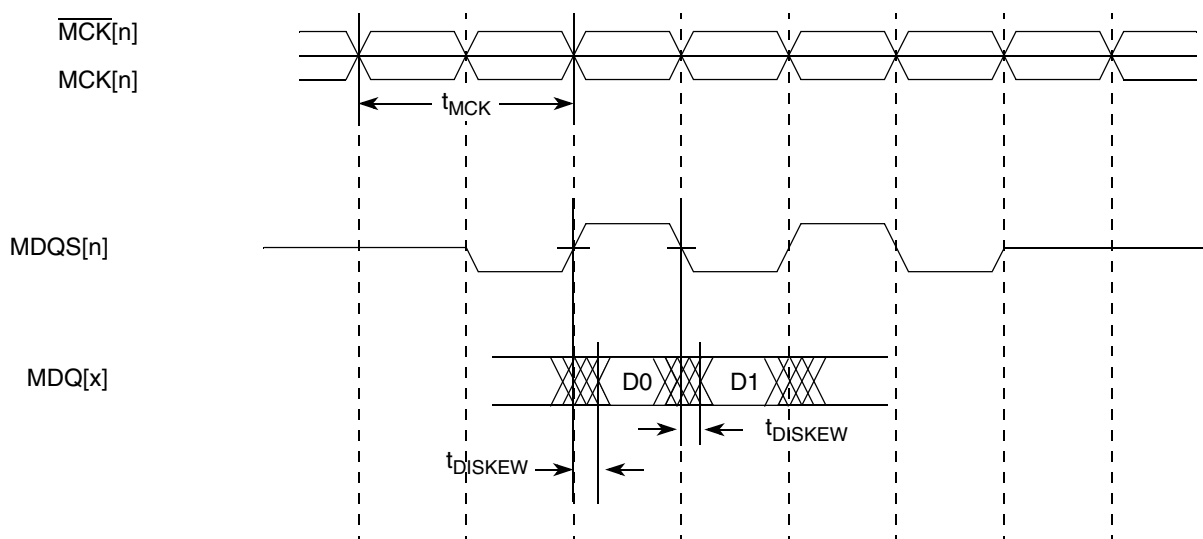 MCK[n]
MCK[n]
tMCK
MDQS[n]
MDQ[x]
D0
D1
tDISKEW
tDISKEW